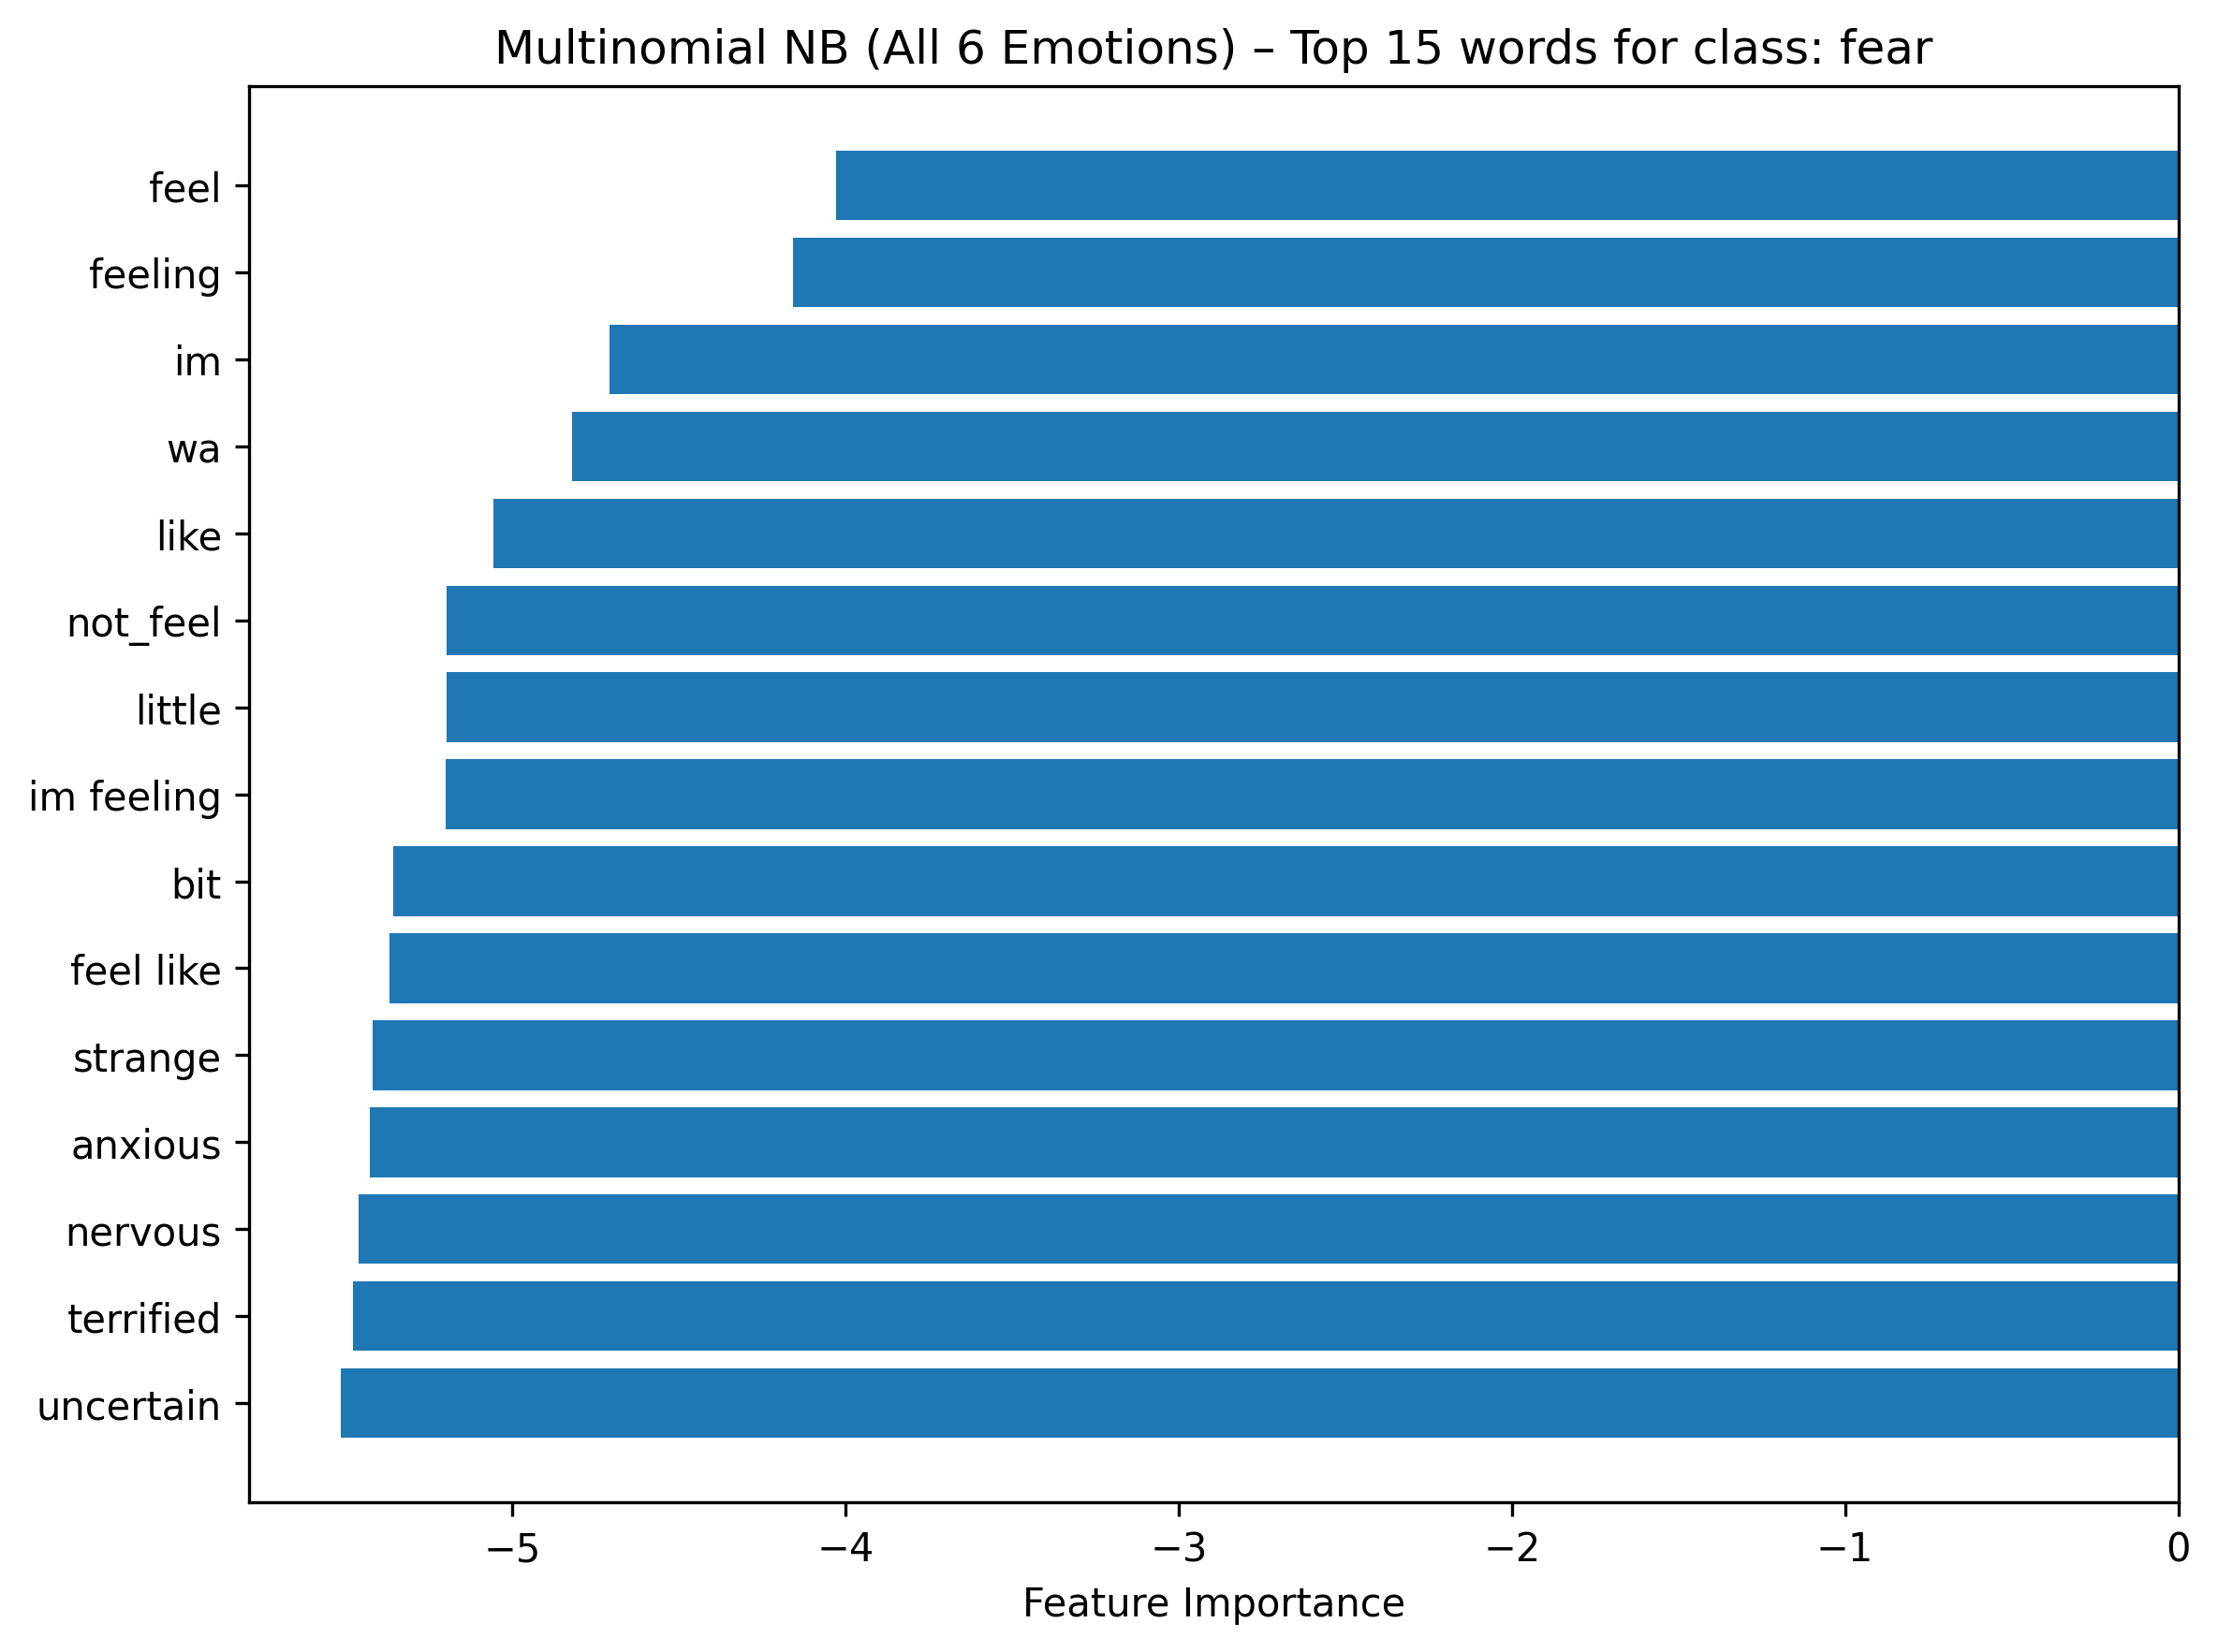 Multinomial NB (All 6 Emotions) – Top 15 words for class: fear
feel
feeling
im
wa
like
not_feel
little
im feeling
bit
feel like
strange
anxious
nervous
terrified
uncertain
−5 −4 −3 −2 −1 0
Feature Importance